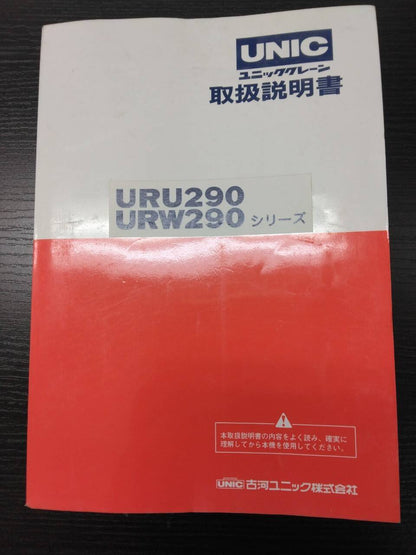 UNIC
ユニッククレーン
取扱説明書
URU290
URW290 シリーズ
本取扱説明書の内容をよく読み、確実に
理解してから本機を使用してください。
UNIC 古河ユニック株式会社